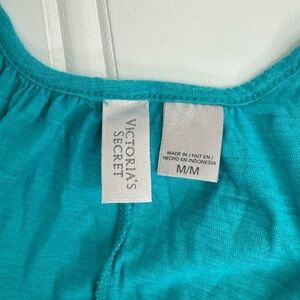 VICTORIA'S
SECRET
MADE IN / FAIT EN /
HECHO EN INDONESIA
M/M